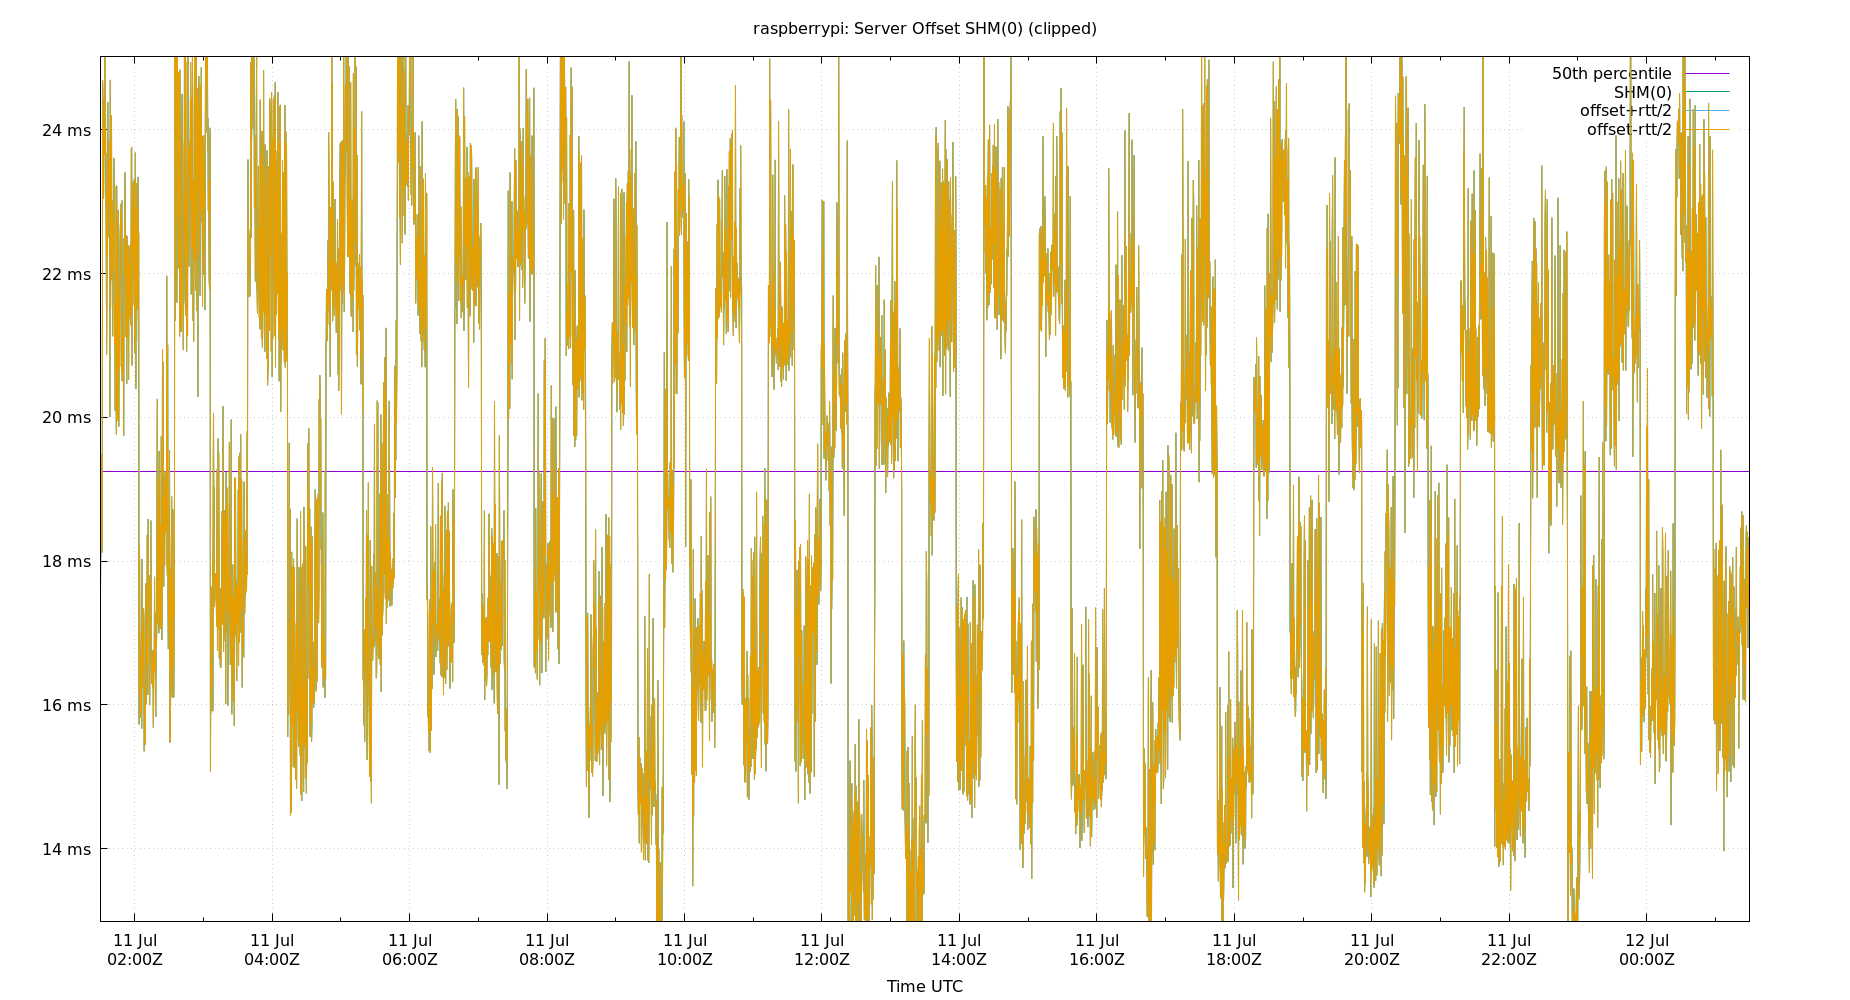 raspberrypi: Server Offset SHM(0) (clipped)
50th percentile
SHM(0)
offset+rtt/2
offset-rtt/2
24 ms
22 ms
20 ms
18 ms
16 ms
14 ms
11 Jul 11 Jul 11 Jul 11 Jul 11 Jul 11 Jul 11 Jul 11 Jul 11 Jul 11 Jul 11 Jul 12 Jul
02:00Z 04:00Z 06:00Z 08:00Z 10:00Z 12:00Z 14:00Z 16:00Z 18:00Z 20:00Z 22:00Z 00:00Z
Time UTC